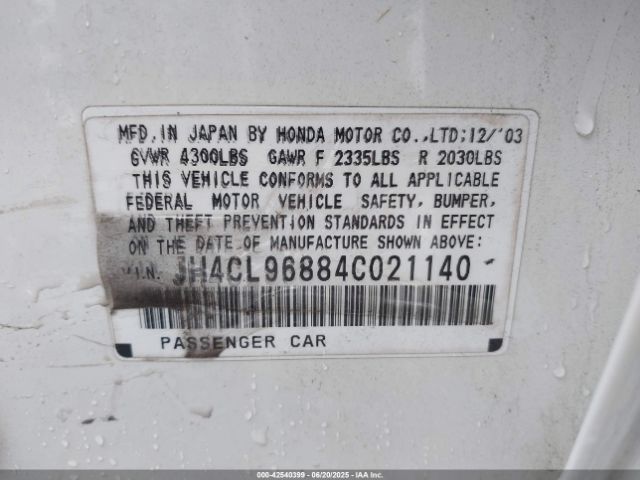 MFD. IN JAPAN BY HONDA MOTOR CO.,LTD; 12/'03
GVWR 4300LBS GAWR F 2335LBS R 2030LBS
THIS VEHICLE CONFORMS TO ALL APPLICABLE
FEDERAL MOTOR VEHICLE SAFETY, BUMPER,
AND THEFT PREVENTION STANDARDS IN EFFECT
ON THE DATE OF MANUFACTURE SHOWN ABOVE:
V.I.N. JH4CL96884C021140
PASSENGER CAR
000-42540399 - 06/20/2025 - © IAA Holdings, LLC